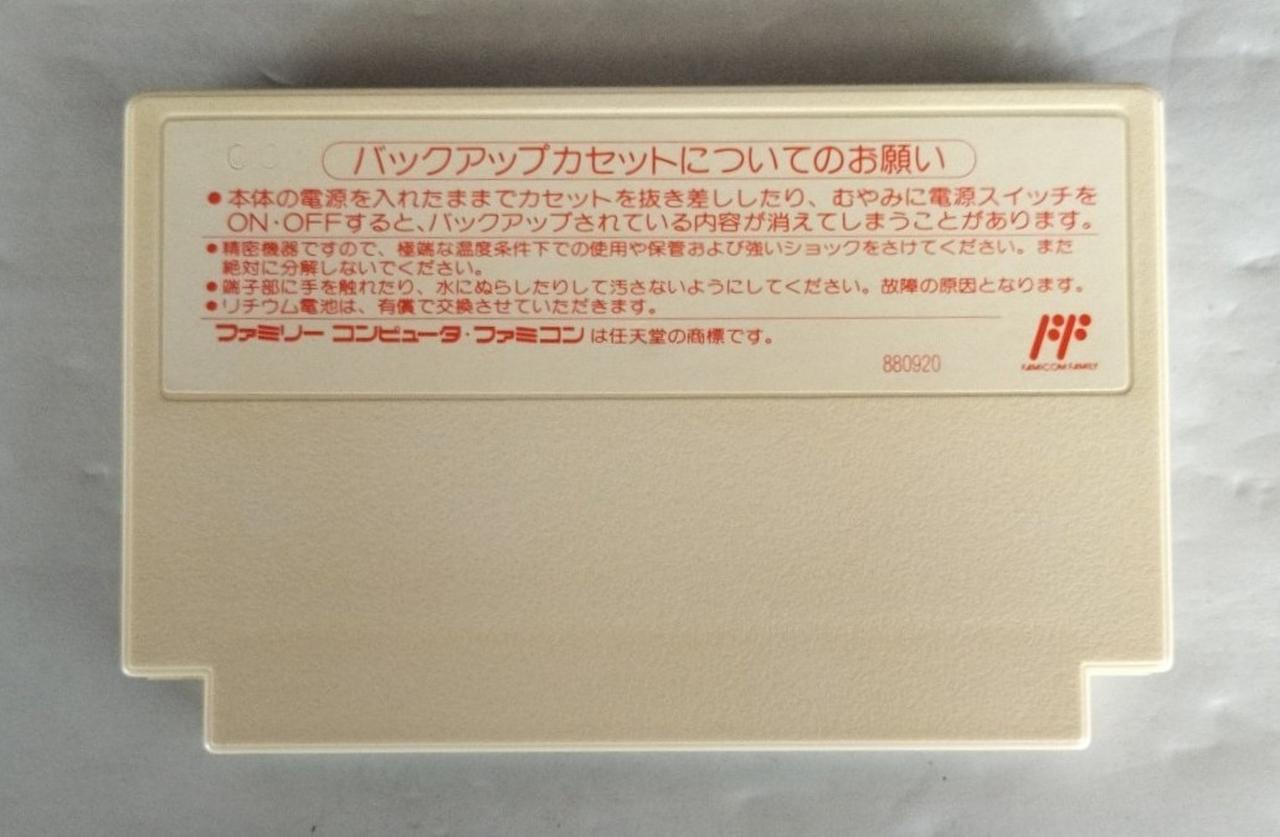 バックアップカセットについてのお願い
●本体の電源を入れたままでカセットを抜き差ししたり、むやみに電源スイッチを
ON・OFFすると、バックアップされている内容が消えてしまうことがあります。
●精密機器ですので、極端な温度条件下での使用や保管および強いショックをさけてください。また
絶対に分解しないでください。
●端子部に手を触れたり、水にぬらしたりして汚さないようにしてください。故障の原因となります。
●リチウム電池は、有償で交換させていただきます。
ファミリー コンピュータ・ファミコンは任天堂の商標です。
880920
FF
FAMICOM FAMILY